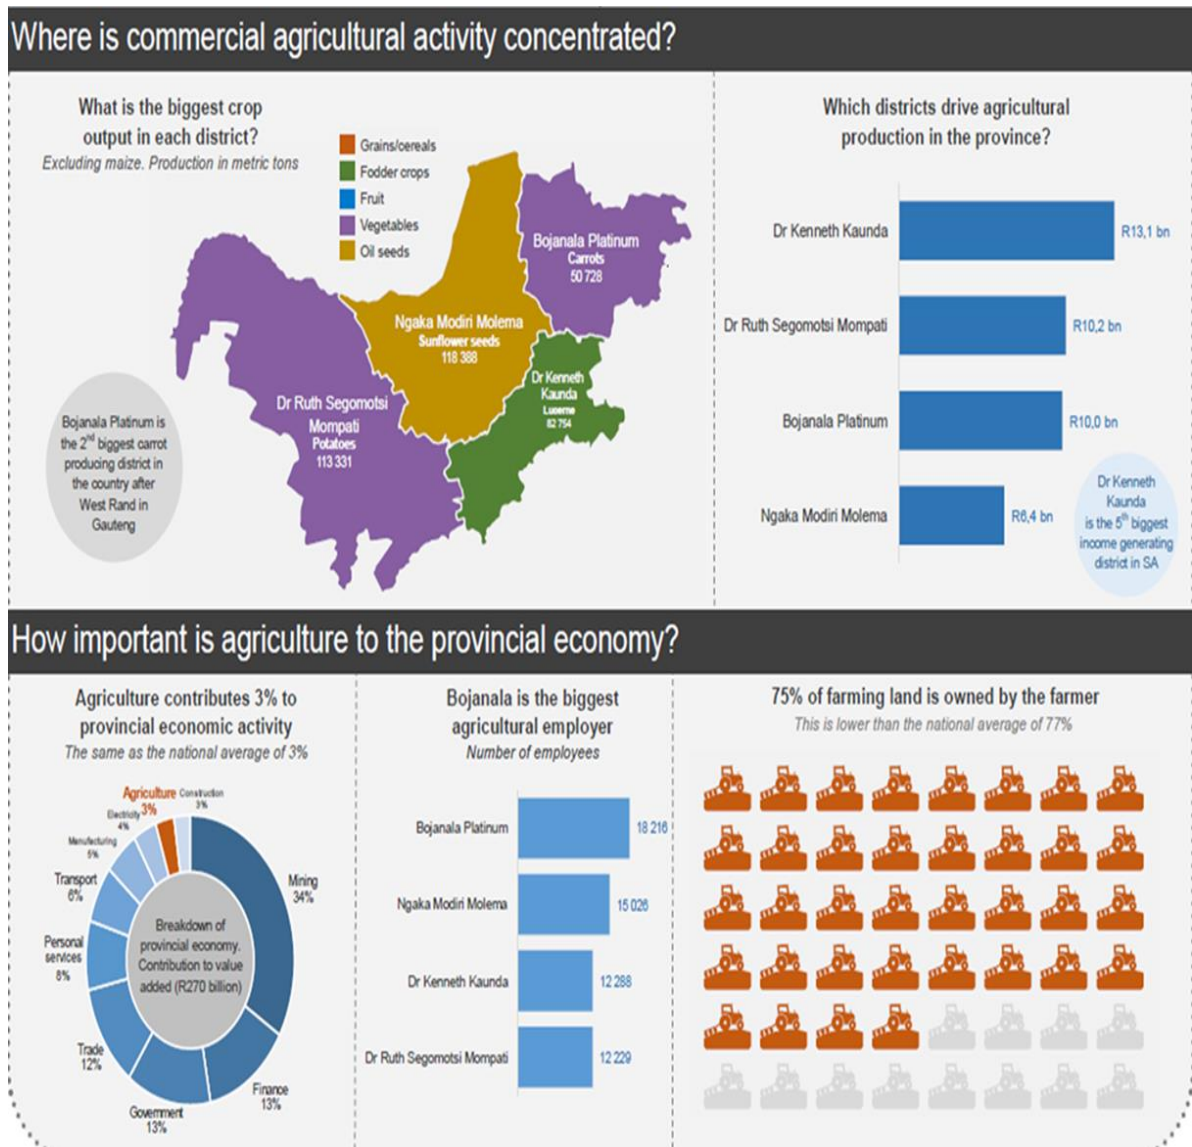 Where is commercial agricultural activity concentrated?
What is the biggest crop
output in each district?
Excluding maize. Production in metric tons
Grains/cereals
Fodder crops
Fruit
Vegetables
Oil seeds
Bojanala Platinum
Carrots
50 728
Ngaka Modiri Molema
Sunflower seeds
118 388
Dr Kenneth
Kaunda
Lucerne
82 754
Dr Ruth Segomotsi
Mompati
Potatoes
113 331
Bojanala Platinum is
the 2nd biggest carrot
producing district in
the country after
West Rand in
Gauteng
Which districts drive agricultural
production in the province?
Dr Kenneth Kaunda
R13,1 bn
Dr Ruth Segomotsi Mompati
R10,2 bn
Bojanala Platinum
R10,0 bn
Ngaka Modiri Molema
R6,4 bn
Dr Kenneth
Kaunda
is the 5th biggest
income generating
district in SA
How important is agriculture to the provincial economy?
Agriculture contributes 3% to
provincial economic activity
The same as the national average of 3%
Agriculture
3%
Construction
3%
Electricity
4%
Manufacturing
5%
Transport
6%
Personal
services
8%
Trade
12%
Government
13%
Finance
13%
Mining
34%
Breakdown of
provincial economy.
Contribution to value
added (R270 billion)
Bojanala is the biggest
agricultural employer
Number of employees
Bojanala Platinum
18 216
Ngaka Modiri Molema
15 026
Dr Kenneth Kaunda
12 288
Dr Ruth Segomotsi Mompati
12 229
75% of farming land is owned by the farmer
This is lower than the national average of 77%